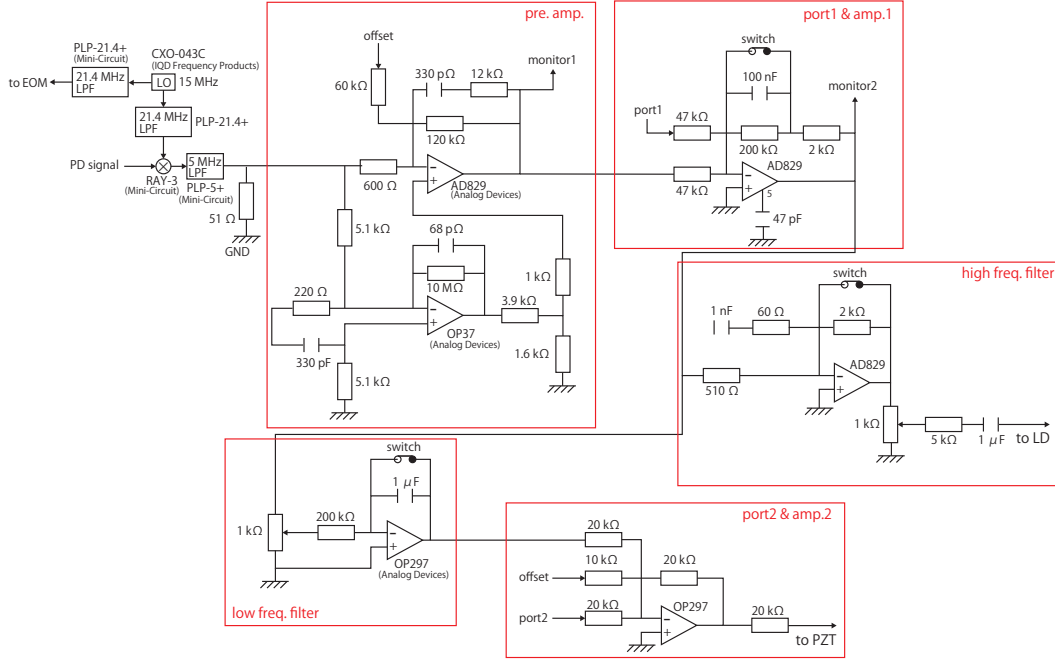 pre. amp.
port1 & amp.1
PLP-21.4+
(Mini-Circuit)
CXO-043C
(IQD Frequency Products)
to EOM
21.4 MHz
LPF
LO
15 MHz
21.4 MHz
LPF
PLP-21.4+
PD signal
RAY-3
(Mini-Circuit)
5 MHz
LPF
PLP-5+
(Mini-Circuit)
51 Ω
GND
offset
60 kΩ
330 pΩ
12 kΩ
monitor1
120 kΩ
600 Ω
AD829
(Analog Devices)
5.1 kΩ
68 pΩ
10 MΩ
220 Ω
330 pF
OP37
(Analog Devices)
3.9 kΩ
1 kΩ
1.6 kΩ
5.1 kΩ
switch
100 nF
monitor2
port1
47 kΩ
200 kΩ
2 kΩ
47 kΩ
AD829
5
47 pF
high freq. filter
switch
1 nF
60 Ω
2 kΩ
510 Ω
AD829
1 kΩ
5 kΩ
1 μF
to LD
switch
1 μF
1 kΩ
200 kΩ
OP297
(Analog Devices)
low freq. filter
port2 & amp.2
20 kΩ
offset
10 kΩ
20 kΩ
port2
20 kΩ
OP297
20 kΩ
to PZT
− + − + − + − + − + − +